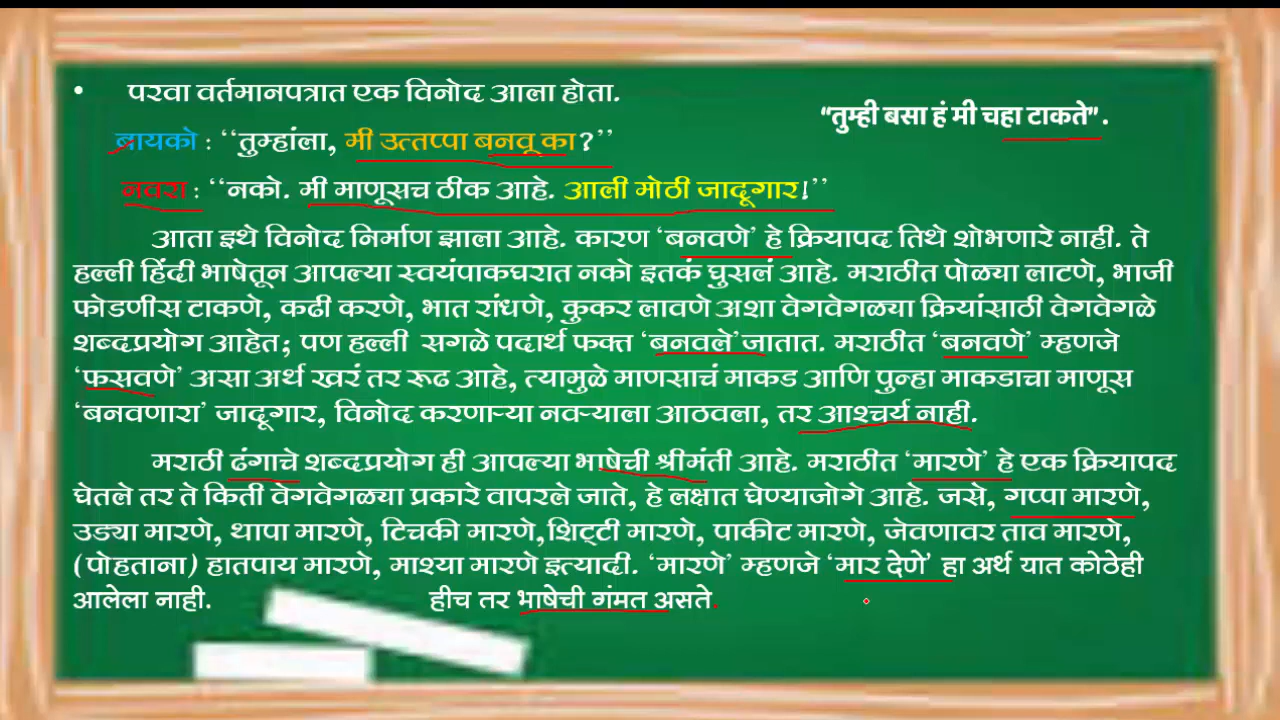 • परवा वर्तमानपत्रात एक विनोद आला होता.
“तुम्ही बसा हं मी चहा टाकते”.
बायको : ‘‘तुम्हांला, मी उत्तप्पा बनवू का?’’
नवरा : ‘‘नको. मी माणूसच ठीक आहे. आली मोठी जादूगार!’’
आता इथे विनोद निर्माण झाला आहे. कारण ‘बनवणे’ हे क्रियापद तिथे शोभणारे नाही. ते
हल्ली हिंदी भाषेतून आपल्या स्वयंपाकघरात नको इतकं घुसलं आहे. मराठीत पोळ्या लाटणे, भाजी
फोडणीस टाकणे, कढी करणे, भात रांधणे, कुकर लावणे अशा वेगवेगळ्या क्रियांसाठी वेगवेगळे
शब्दप्रयोग आहेत; पण हल्ली सगळे पदार्थ फक्त ‘बनवले’जातात. मराठीत ‘बनवणे’ म्हणजे
‘फसवणे’ असा अर्थ खरं तर रूढ आहे, त्यामुळे माणसाचं माकड आणि पुन्हा माकडाचा माणूस
‘बनवणारा’ जादूगार, विनोद करणाऱ्या नवऱ्याला आठवला, तर आश्चर्य नाही.
मराठी ढंगाचे शब्दप्रयोग ही आपल्या भाषेची श्रीमंती आहे. मराठीत ‘मारणे’ हे एक क्रियापद
घेतले तर ते किती वेगवेगळ्या प्रकारे वापरले जाते, हे लक्षात घेण्याजोगे आहे. जसे, गप्पा मारणे,
उड्या मारणे, थापा मारणे, टिचकी मारणे,शिट्टी मारणे, पाकीट मारणे, जेवणावर ताव मारणे,
(पोहताना) हातपाय मारणे, माश्या मारणे इत्यादी. ‘मारणे’ म्हणजे ‘मार देणे’ हा अर्थ यात कोठेही
आलेला नाही. हीच तर भाषेची गंमत असते.